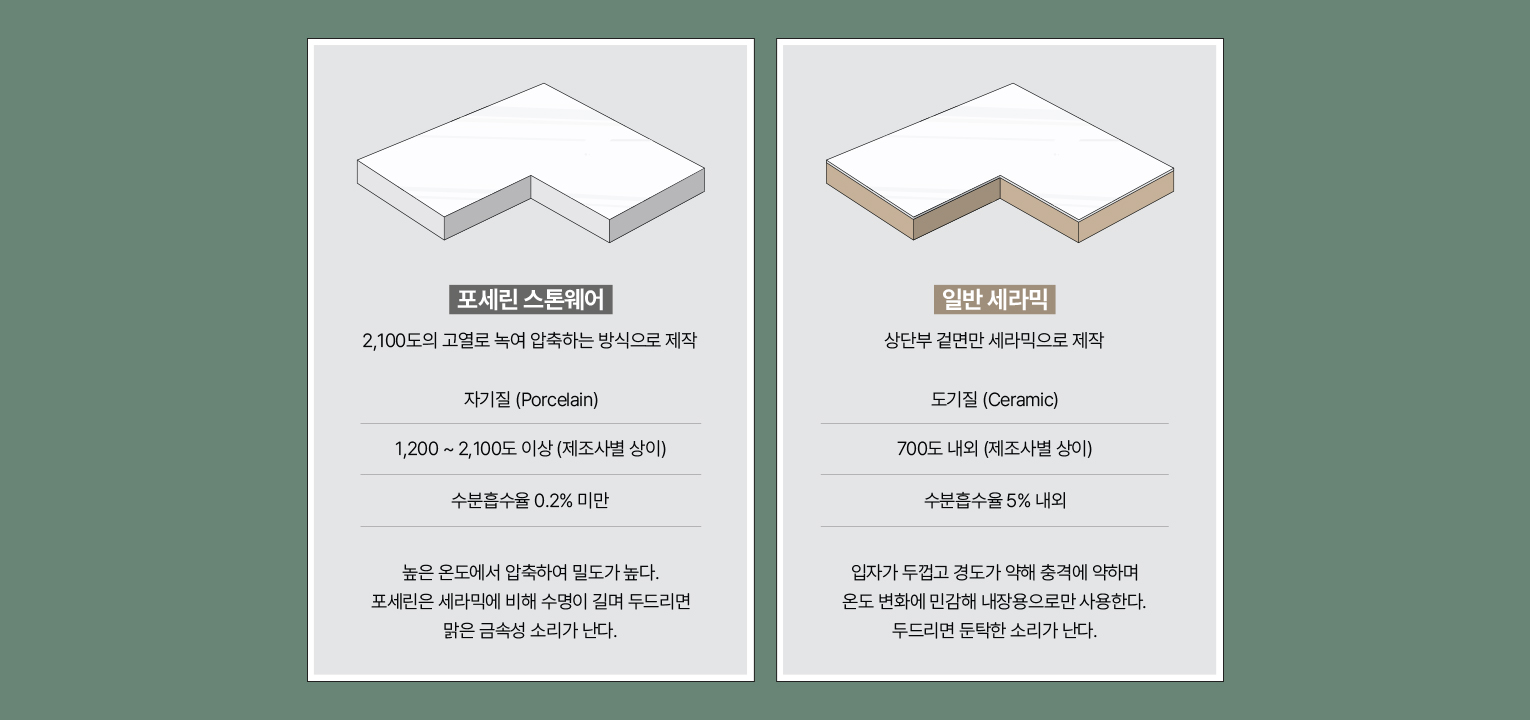 포세린 스톤웨어
2,100도의 고열로 녹여 압축하는 방식으로 제작
자기질 (Porcelain)
1,200 ~ 2,100도 이상 (제조사별 상이)
수분흡수율 0.2% 미만
높은 온도에서 압축하여 밀도가 높다.
포세린은 세라믹에 비해 수명이 길며 두드리면
맑은 금속성 소리가 난다.
일반 세라믹
상단부 겉면만 세라믹으로 제작
도기질 (Ceramic)
700도 내외 (제조사별 상이)
수분흡수율 5% 내외
입자가 두껍고 경도가 약해 충격에 약하며
온도 변화에 민감해 내장용으로만 사용한다.
두드리면 둔탁한 소리가 난다.